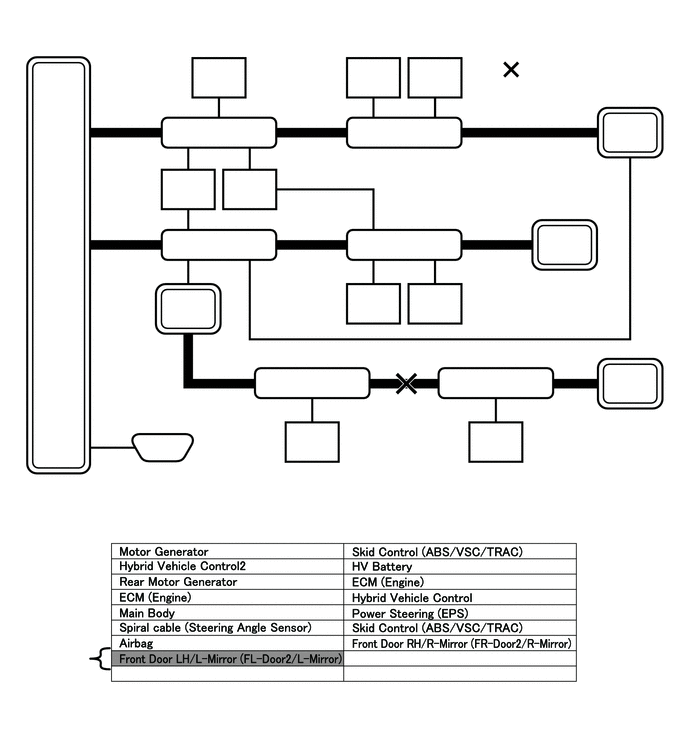 Motor Generator Skid Control (ABS/VSC/TRAC)
Hybrid Vehicle Control2 HV Battery
Rear Motor Generator ECM (Engine)
ECM (Engine) Hybrid Vehicle Control
Main Body Power Steering (EPS)
Spiral cable (Steering Angle Sensor) Skid Control (ABS/VSC/TRAC)
Airbag Front Door RH/R-Mirror (FR-Door2/R-Mirror)
Front Door LH/L-Mirror (FL-Door2/L-Mirror)